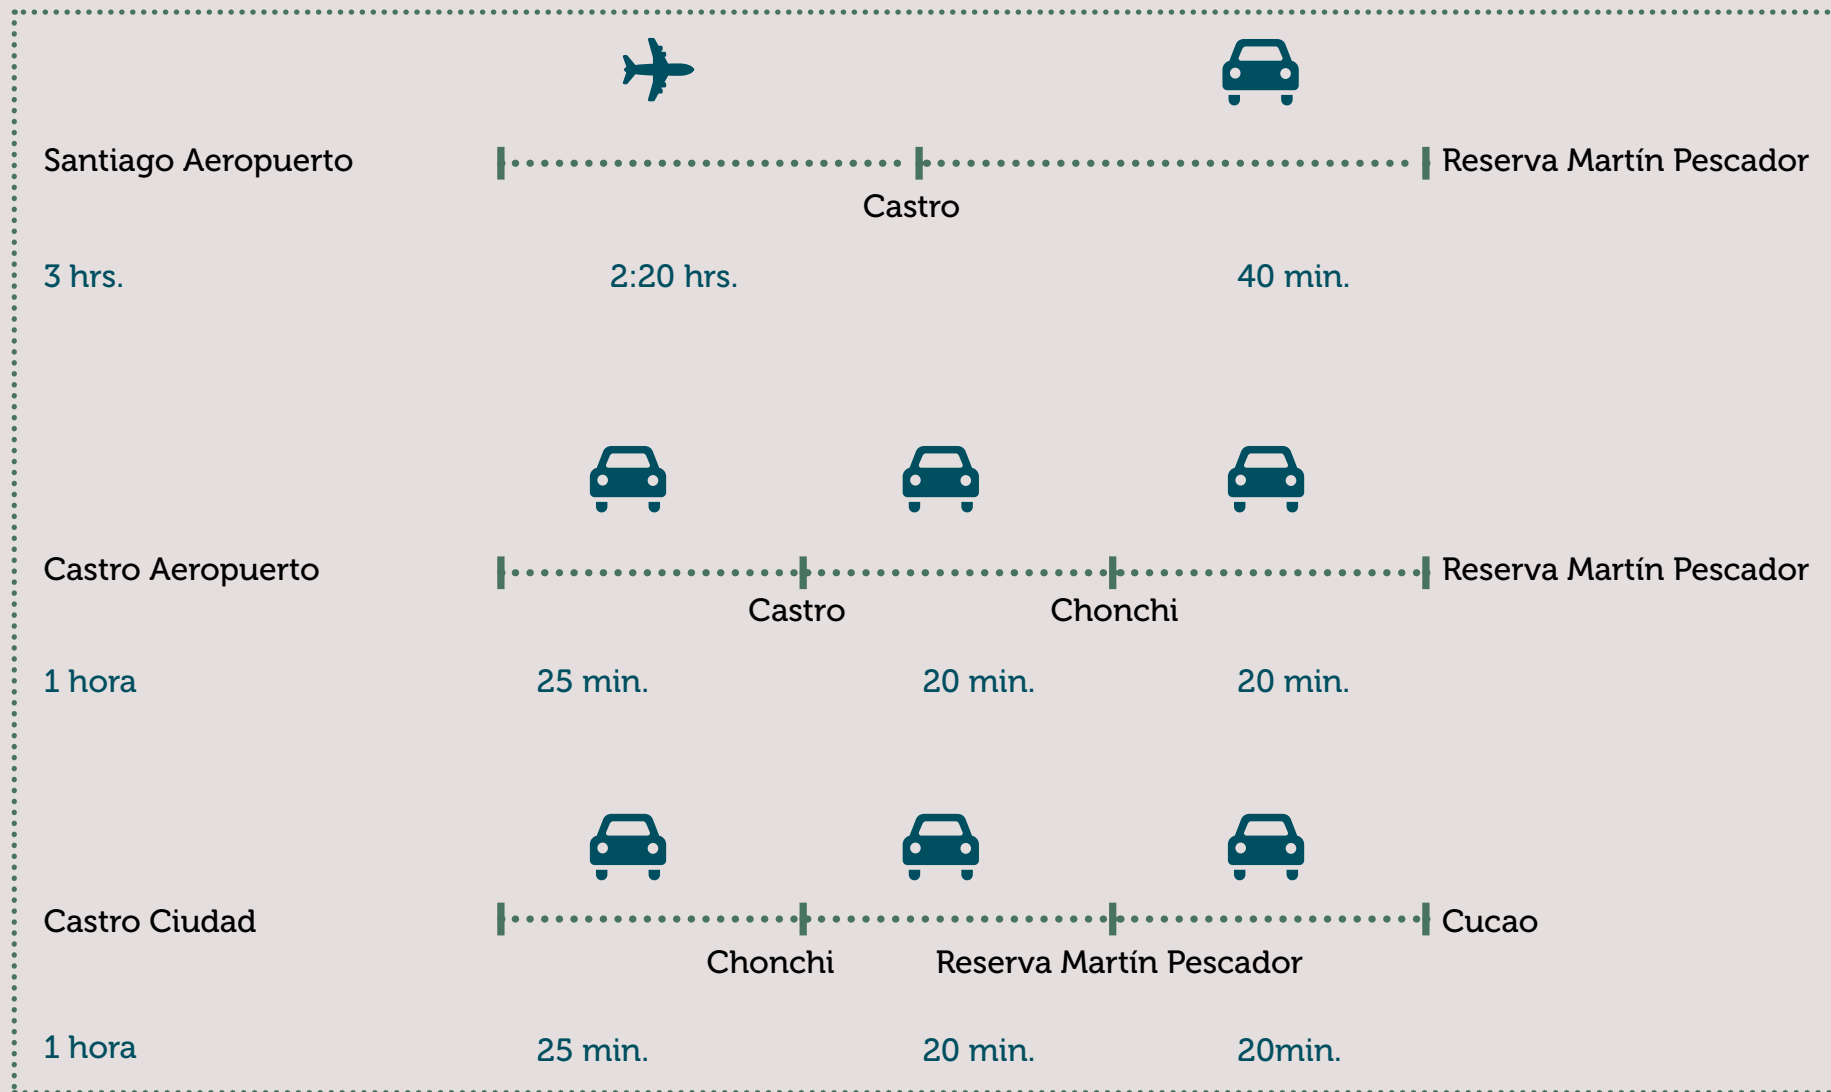 Santiago Aeropuerto
Reserva Martín Pescador
Castro
3 hrs.
2:20 hrs.
40 min.
Castro Aeropuerto
Reserva Martín Pescador
Castro
Chonchi
1 hora
25 min.
20 min.
20 min.
Castro Ciudad
Cucao
Chonchi
Reserva Martín Pescador
1 hora
25 min.
20 min.
20min.